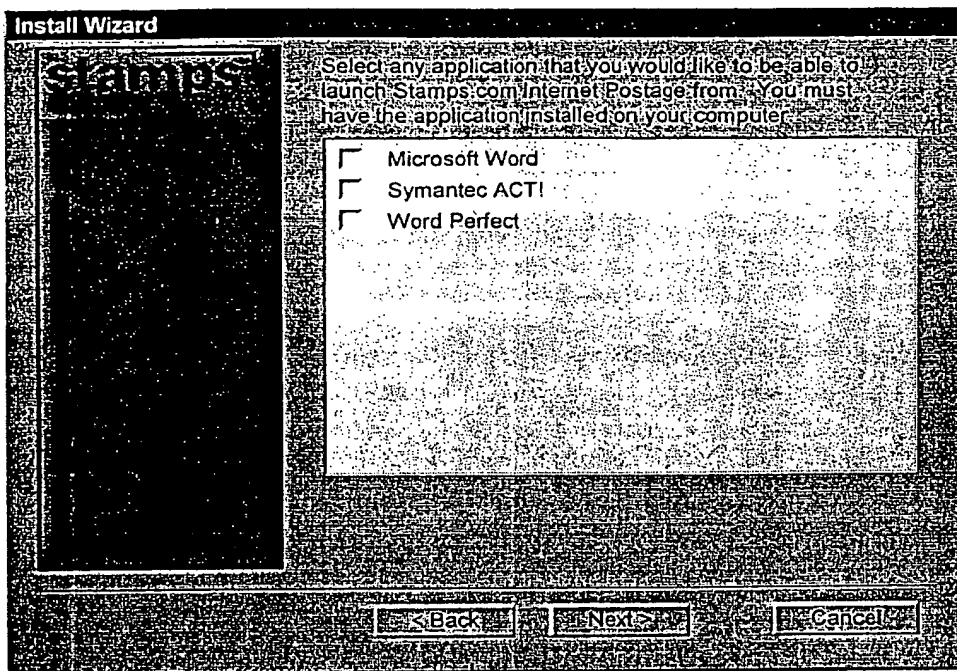 Install Wizard
stamps
Select any application that you would like to be able to
launch Stamps.com Internet Postage from. You must
have the application installed on your computer
Microsoft Word
Symantec ACT!
Word Perfect
< Back
Next >
Cancel